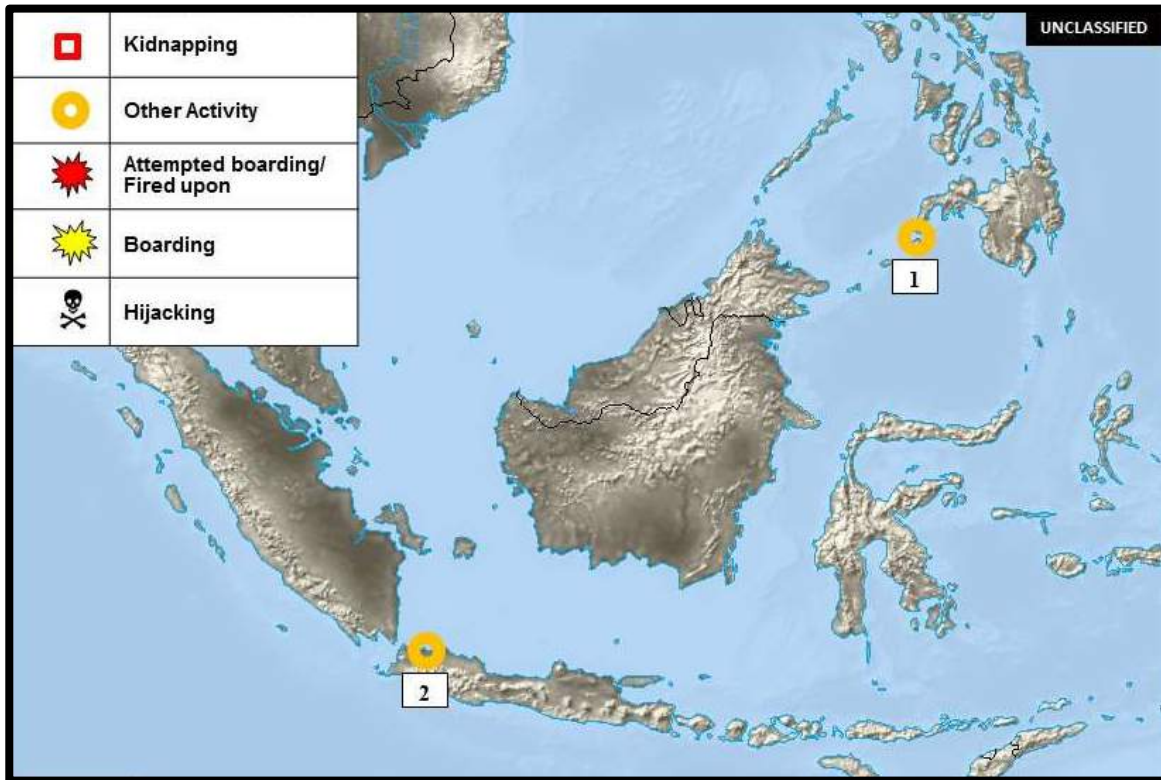 UNCLASSIFIED
Kidnapping
Other Activity
Attempted boarding/
Fired upon
Boarding
Hijacking
1
2